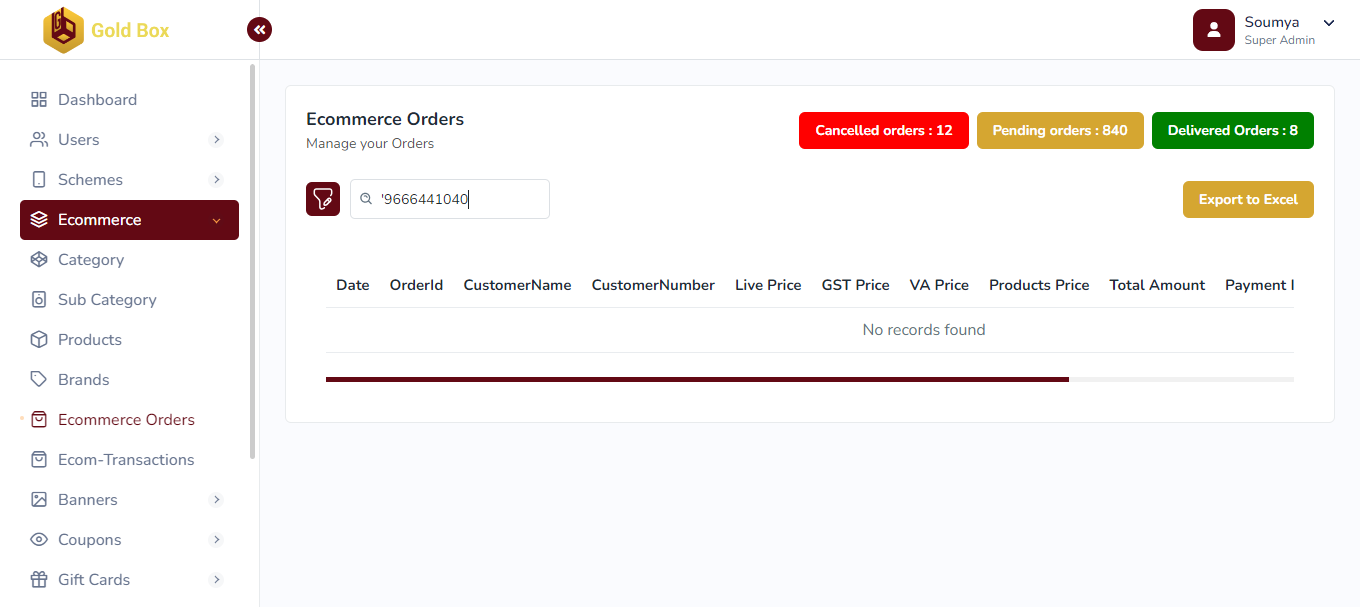 Gold Box
Soumya
Super Admin
Dashboard
Users
Schemes
Ecommerce
Category
Sub Category
Products
Brands
Ecommerce Orders
Ecom-Transactions
Banners
Coupons
Gift Cards
Ecommerce Orders
Manage your Orders
Cancelled orders : 12
Pending orders : 840
Delivered Orders : 8
'9666441040
Export to Excel
Date OrderId CustomerName CustomerNumber Live Price GST Price VA Price Products Price Total Amount Payment
No records found